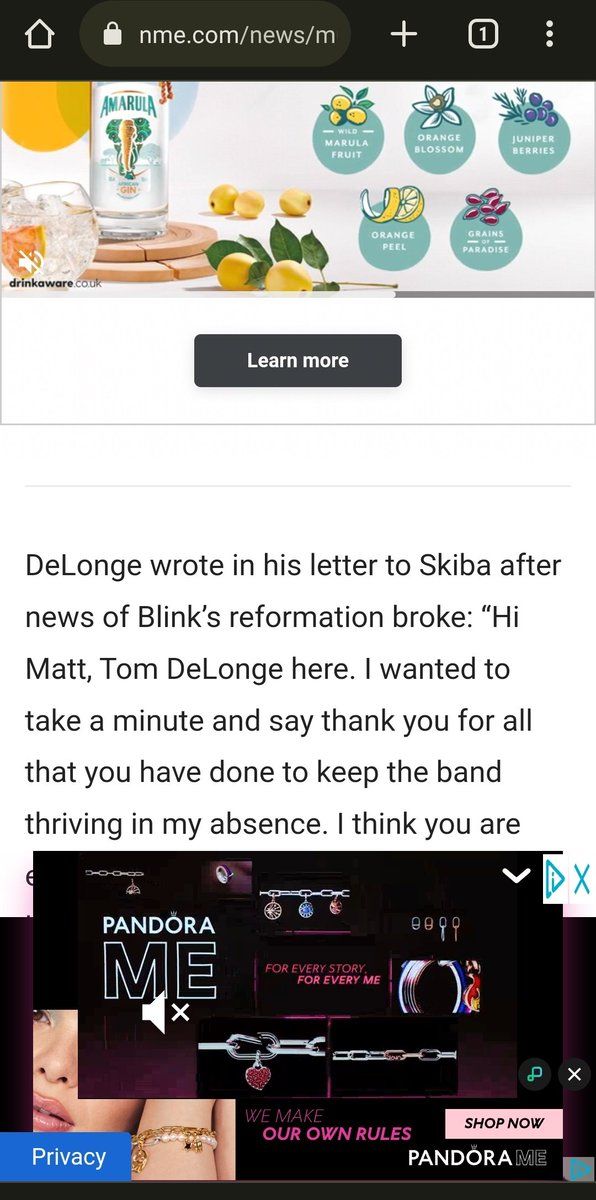 nme.com/news/m
1
AMARULA
AFRICAN
GIN
WILD
MARULA
FRUIT
ORANGE
BLOSSOM
JUNIPER
BERRIES
ORANGE
PEEL
GRAINS
OF
PARADISE
drinkaware.co.uk
Learn more
DeLonge wrote in his letter to Skiba after
news of Blink’s reformation broke: “Hi
Matt, Tom DeLonge here. I wanted to
take a minute and say thank you for all
that you have done to keep the band
thriving in my absence. I think you are
PANDORA
ME
FOR EVERY STORY,
FOR EVERY ME
WE MAKE
OUR OWN RULES
SHOP NOW
PANDORA ME
Privacy